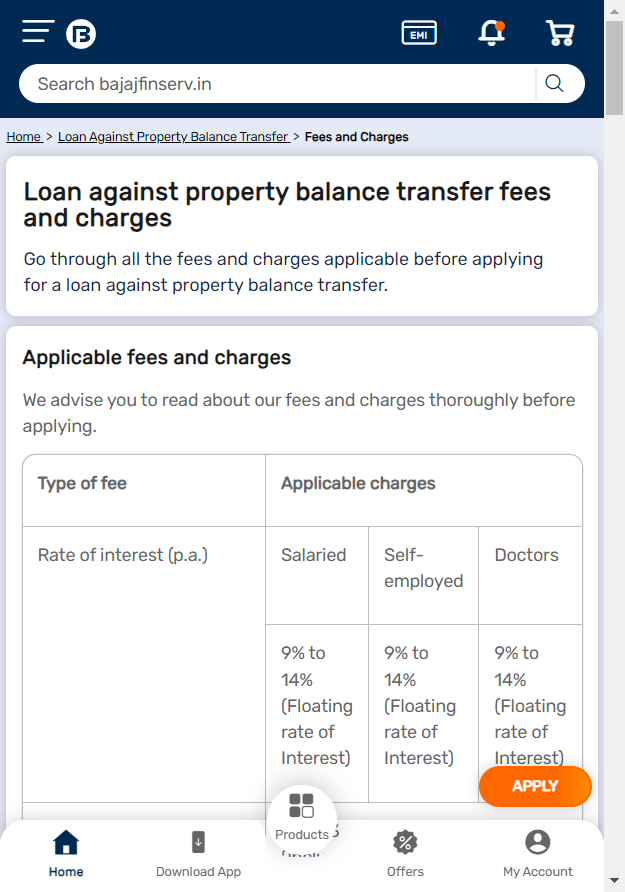 EMI
Search bajajfinserv.in
Home > Loan Against Property Balance Transfer > Fees and Charges
Loan against property balance transfer fees
and charges
Go through all the fees and charges applicable before applying
for a loan against property balance transfer.
Applicable fees and charges
We advise you to read about our fees and charges thoroughly before
applying.
Type of fee
Applicable charges
Rate of interest (p.a.)
Salaried
Self-
employed
Doctors
9% to
14%
(Floating
rate of
Interest)
9% to
14%
(Floating
rate of
Interest)
9% to
14%
(Floating
rate of
Interest)
APPLY
Home
Download App
Products
Offers
My Account